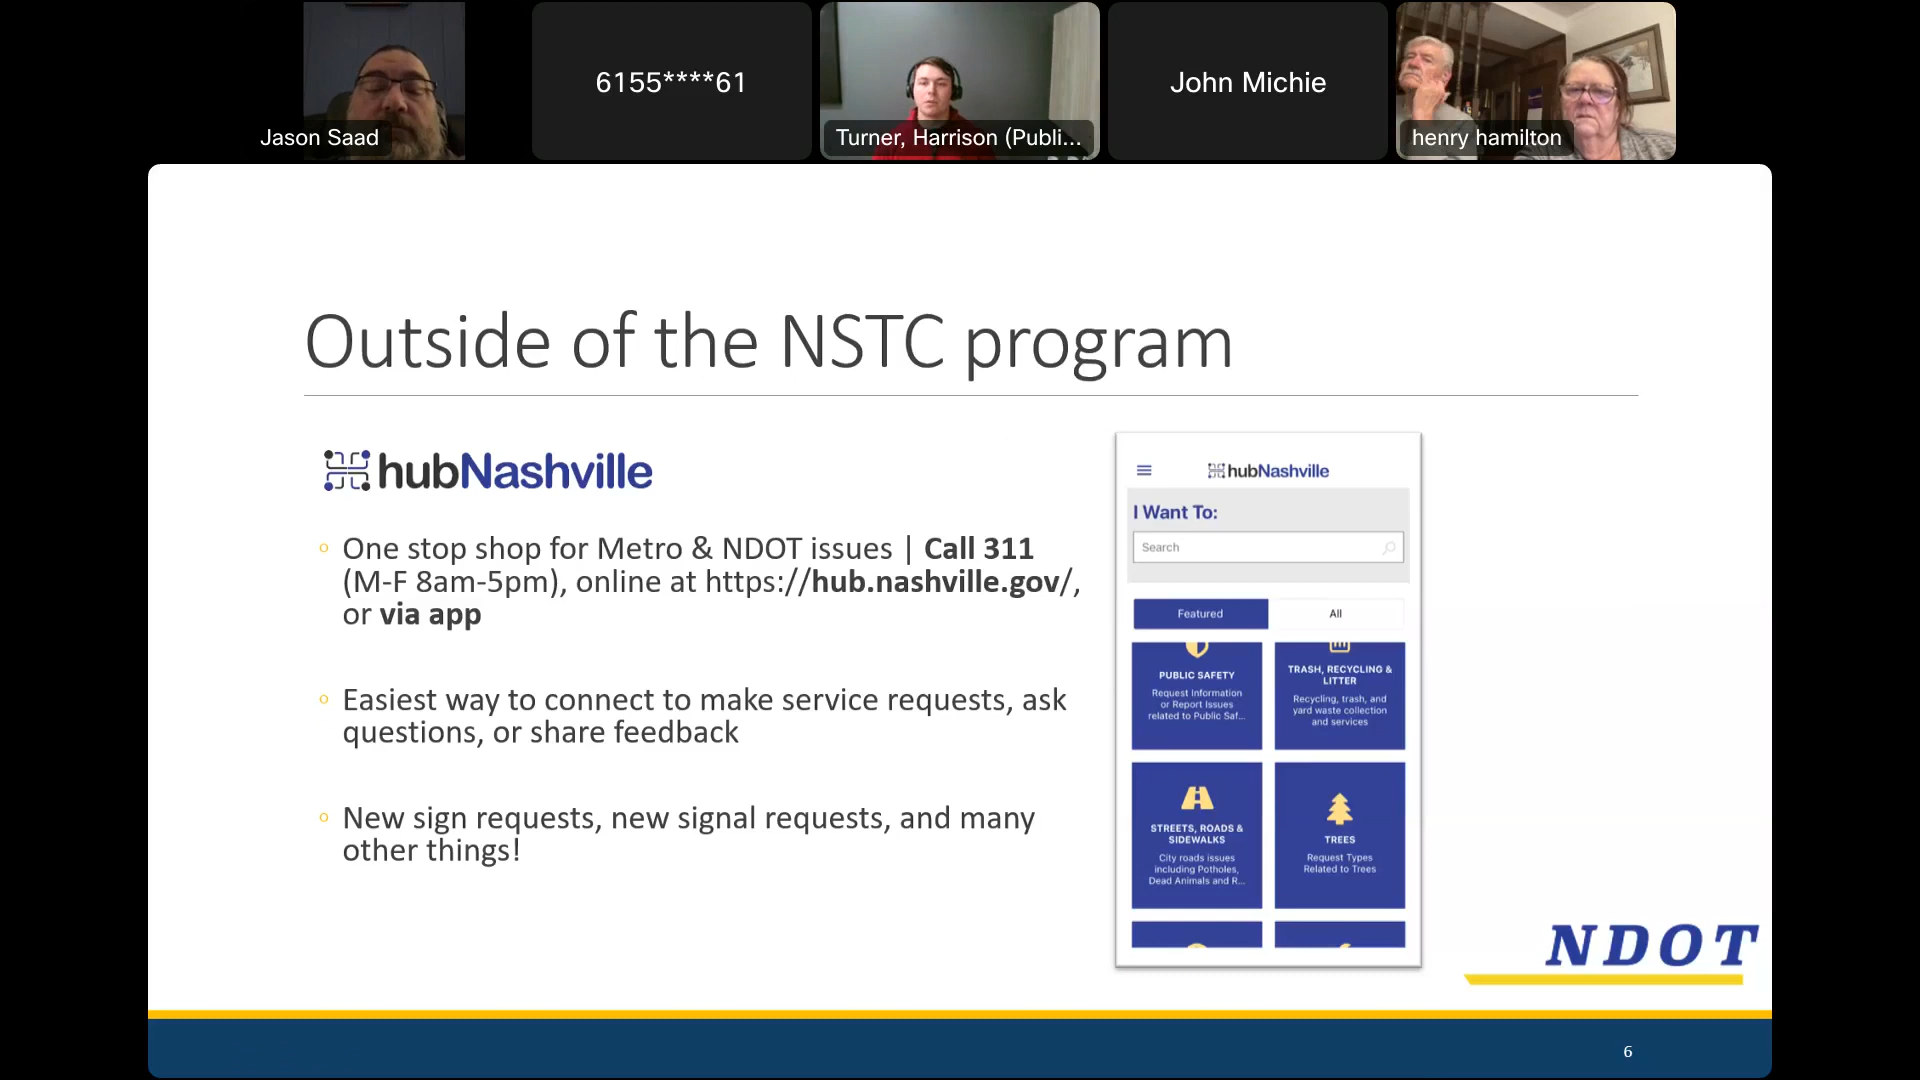 Jason Saad
6155****61
Turner, Harrison (Publi...
John Michie
henry hamilton
Outside of the NSTC program
hubNashville
One stop shop for Metro & NDOT issues | Call 311
(M-F 8am-5pm), online at https://hub.nashville.gov/,
or via app
Easiest way to connect to make service requests, ask
questions, or share feedback
New sign requests, new signal requests, and many
other things!
hubNashville
I Want To:
Search
Featured
All
PUBLIC SAFETY
Request Information
or Report Issues
related to Public Saf...
TRASH, RECYCLING &
LITTER
Recycling, trash, and
yard waste collection
and services
STREETS, ROADS &
SIDEWALKS
City roads issues
including Potholes,
Dead Animals and R...
TREES
Request Types
Related to Trees
NDOT
6